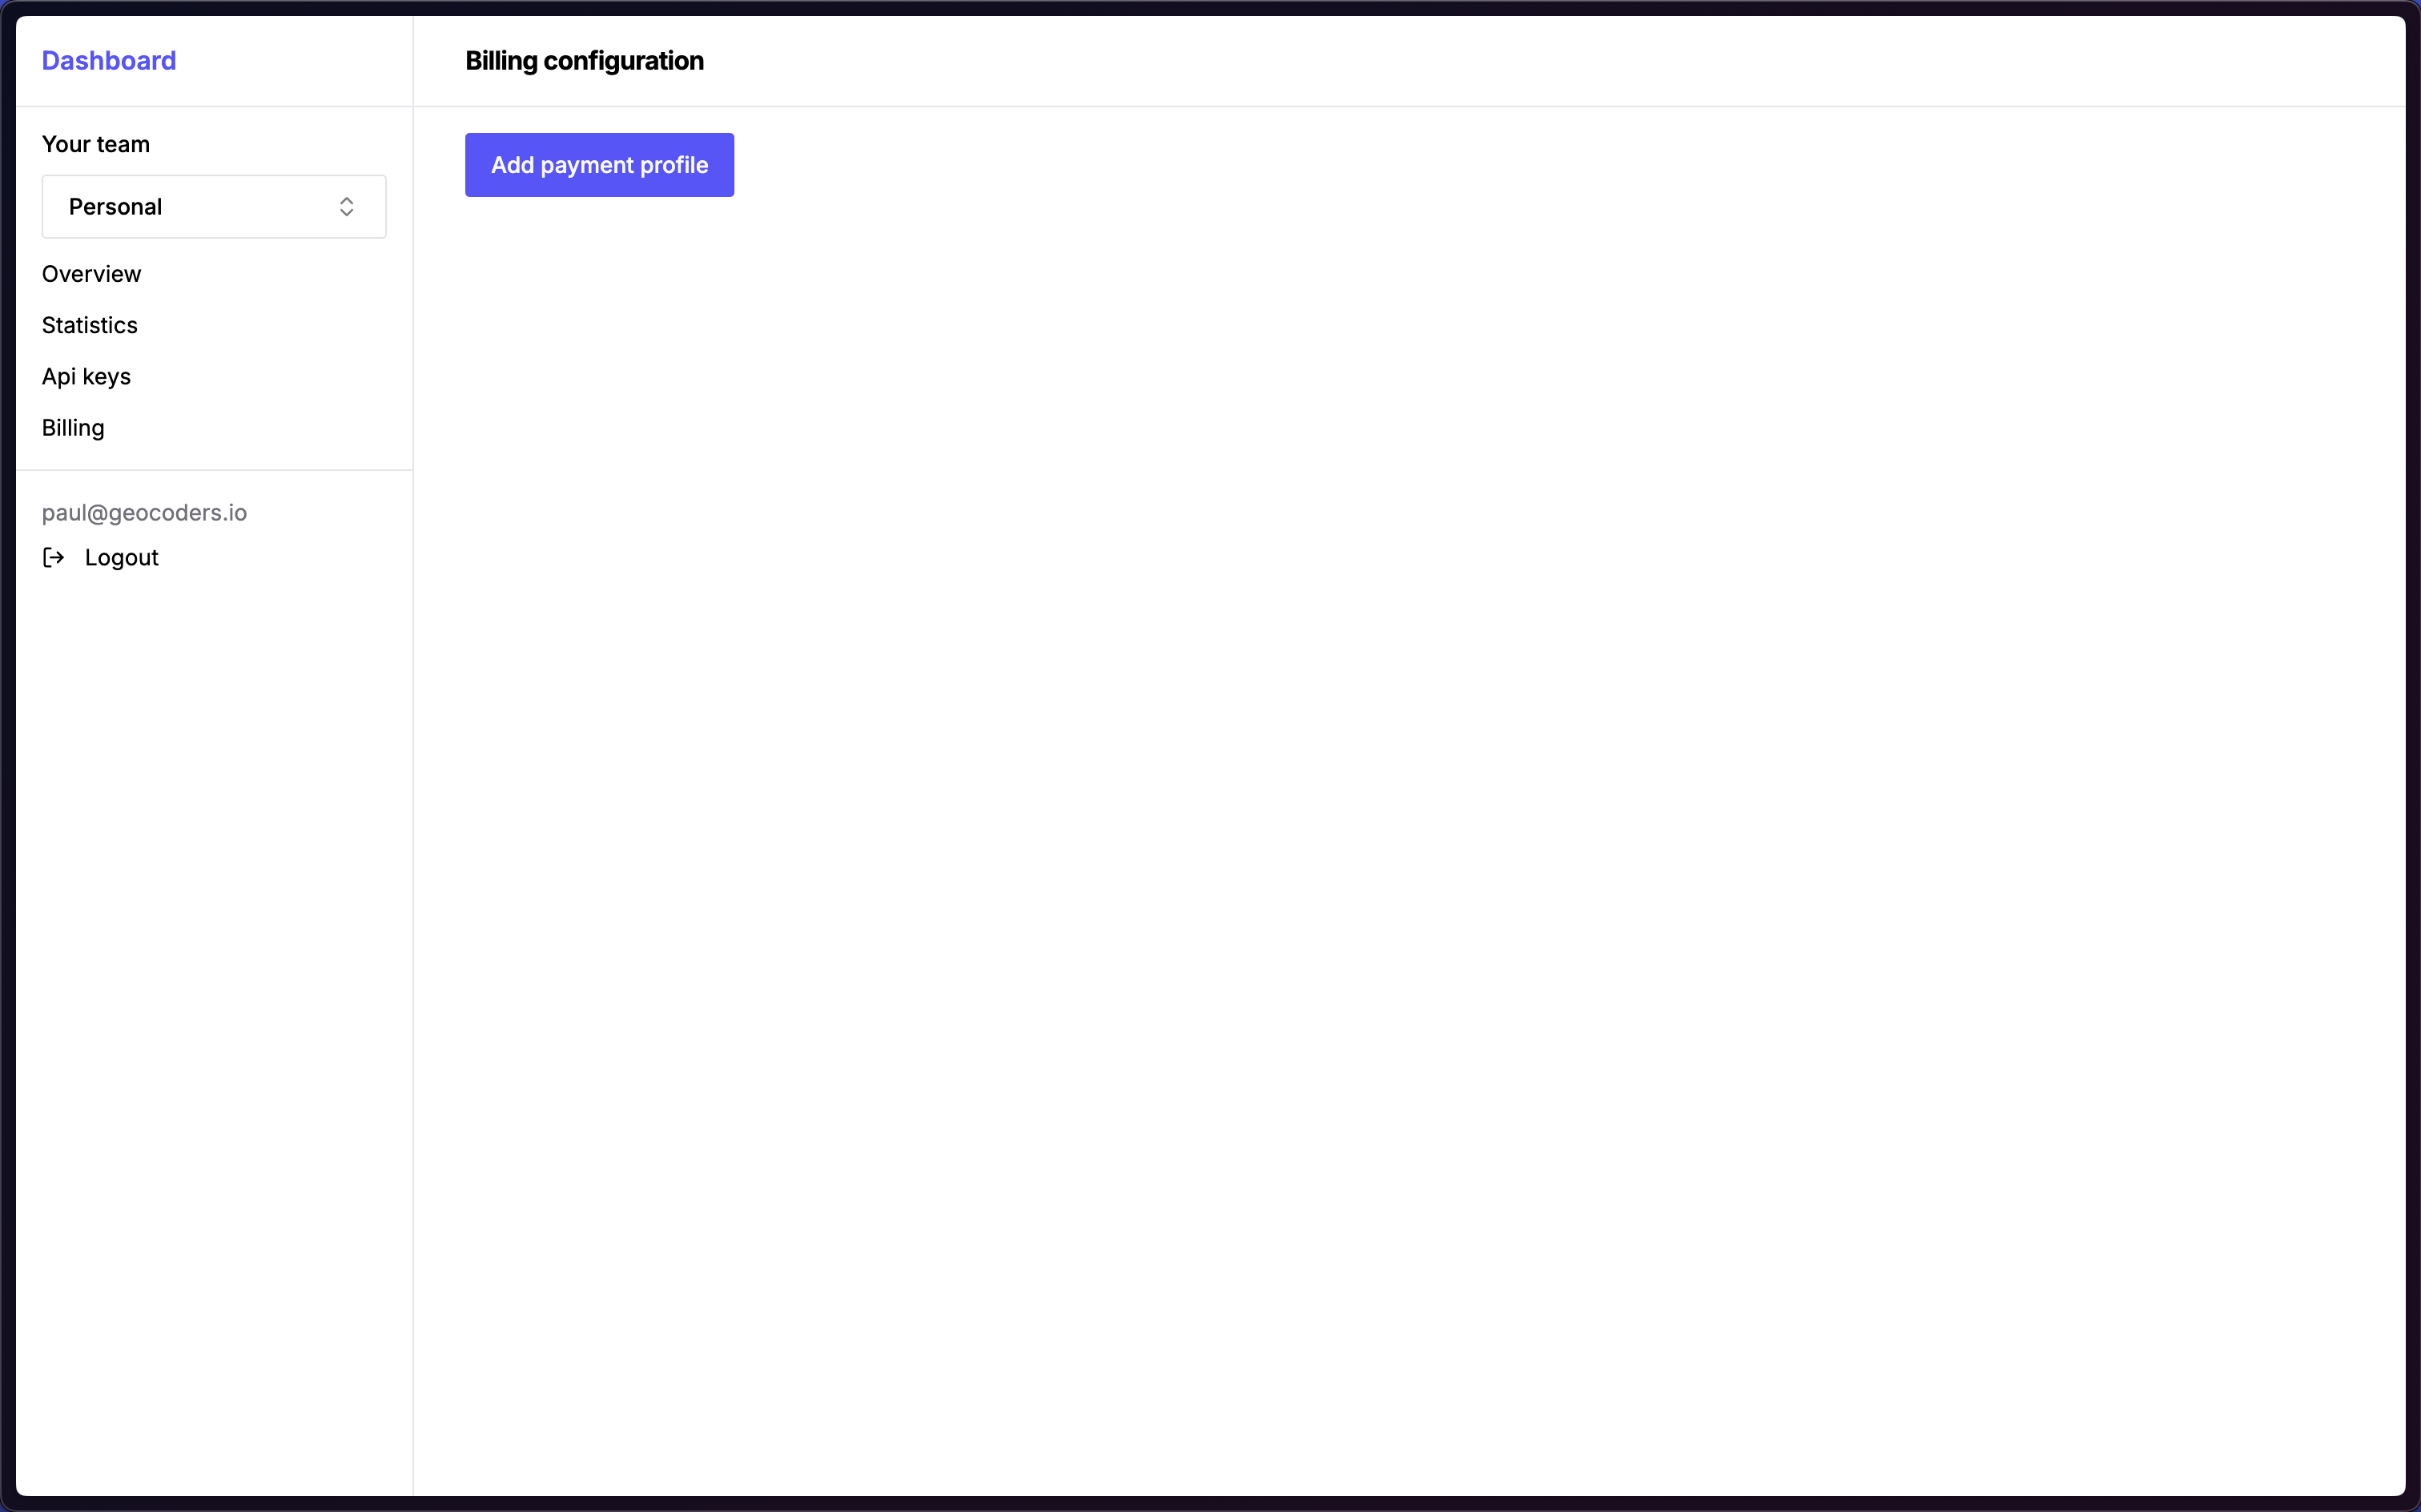 Dashboard
Billing configuration
Your team
Personal
Overview
Statistics
Api keys
Billing
paul@geocoders.io
Logout
Add payment profile